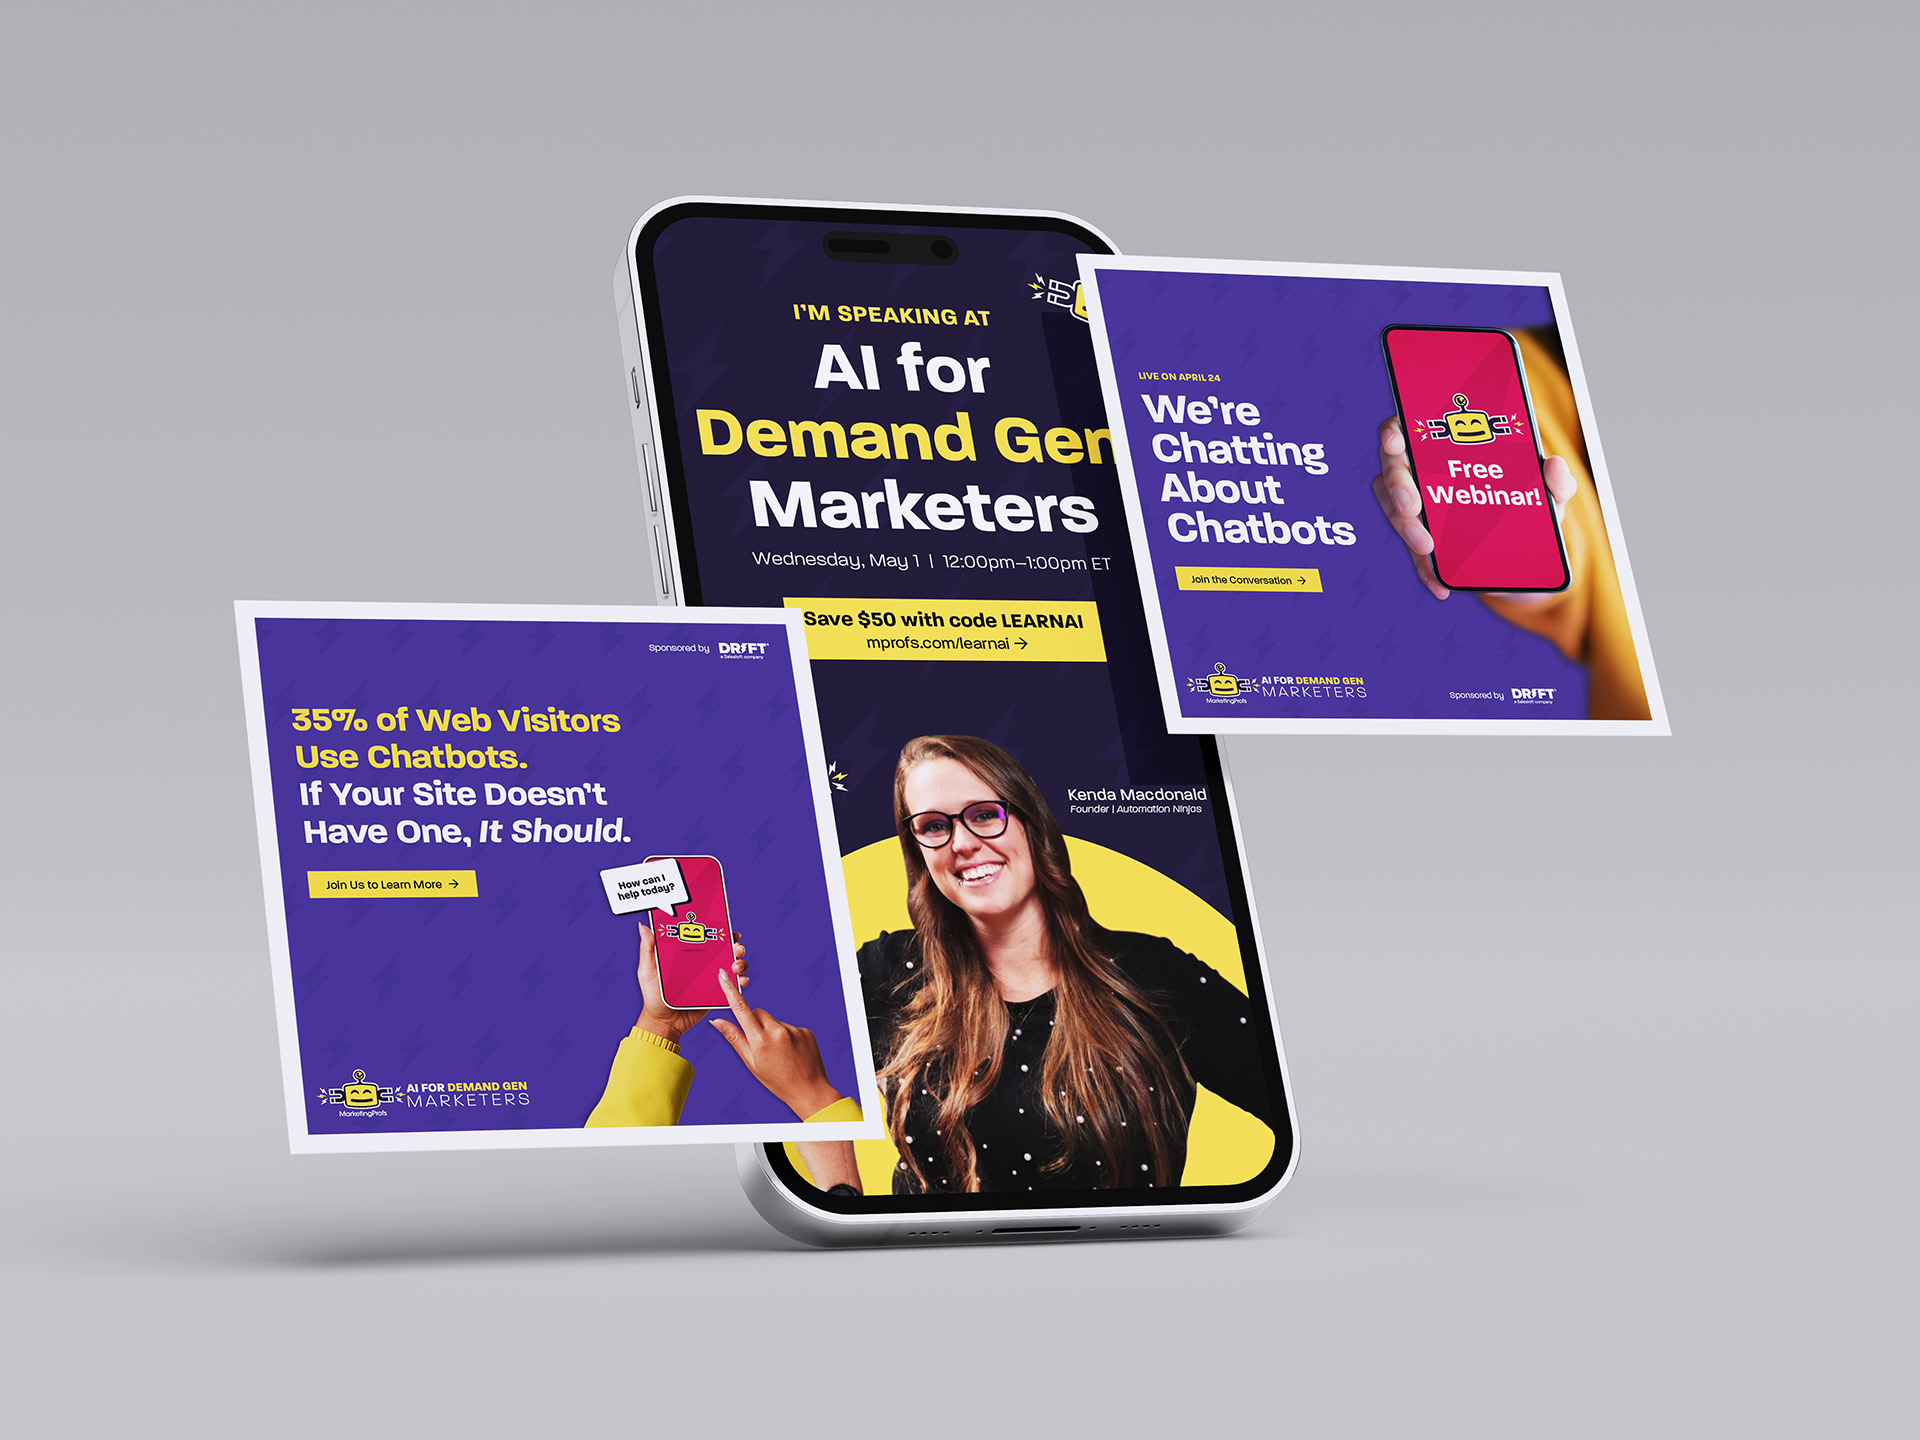 I'M SPEAKING AT
AI for
Demand Gen
Marketers
Wednesday, May 1 | 12:00pm–1:00pm ET
Save $50 with code LEARNAI
mprofs.com/learnai →
Kenda Macdonald
Founder | Automation Ninjas
LIVE ON APRIL 24
We're
Chatting
About
Chatbots
Join the Conversation →
Free
Webinar!
MarketingProfs
AI FOR DEMAND GEN
MARKETERS
Sponsored by DRIFT
a Salesloft company
Sponsored by DRIFT
a Salesloft company
35% of Web Visitors
Use Chatbots.
If Your Site Doesn't
Have One, It Should.
Join Us to Learn More →
How can I
help today?
MarketingProfs
AI FOR DEMAND GEN
MARKETERS